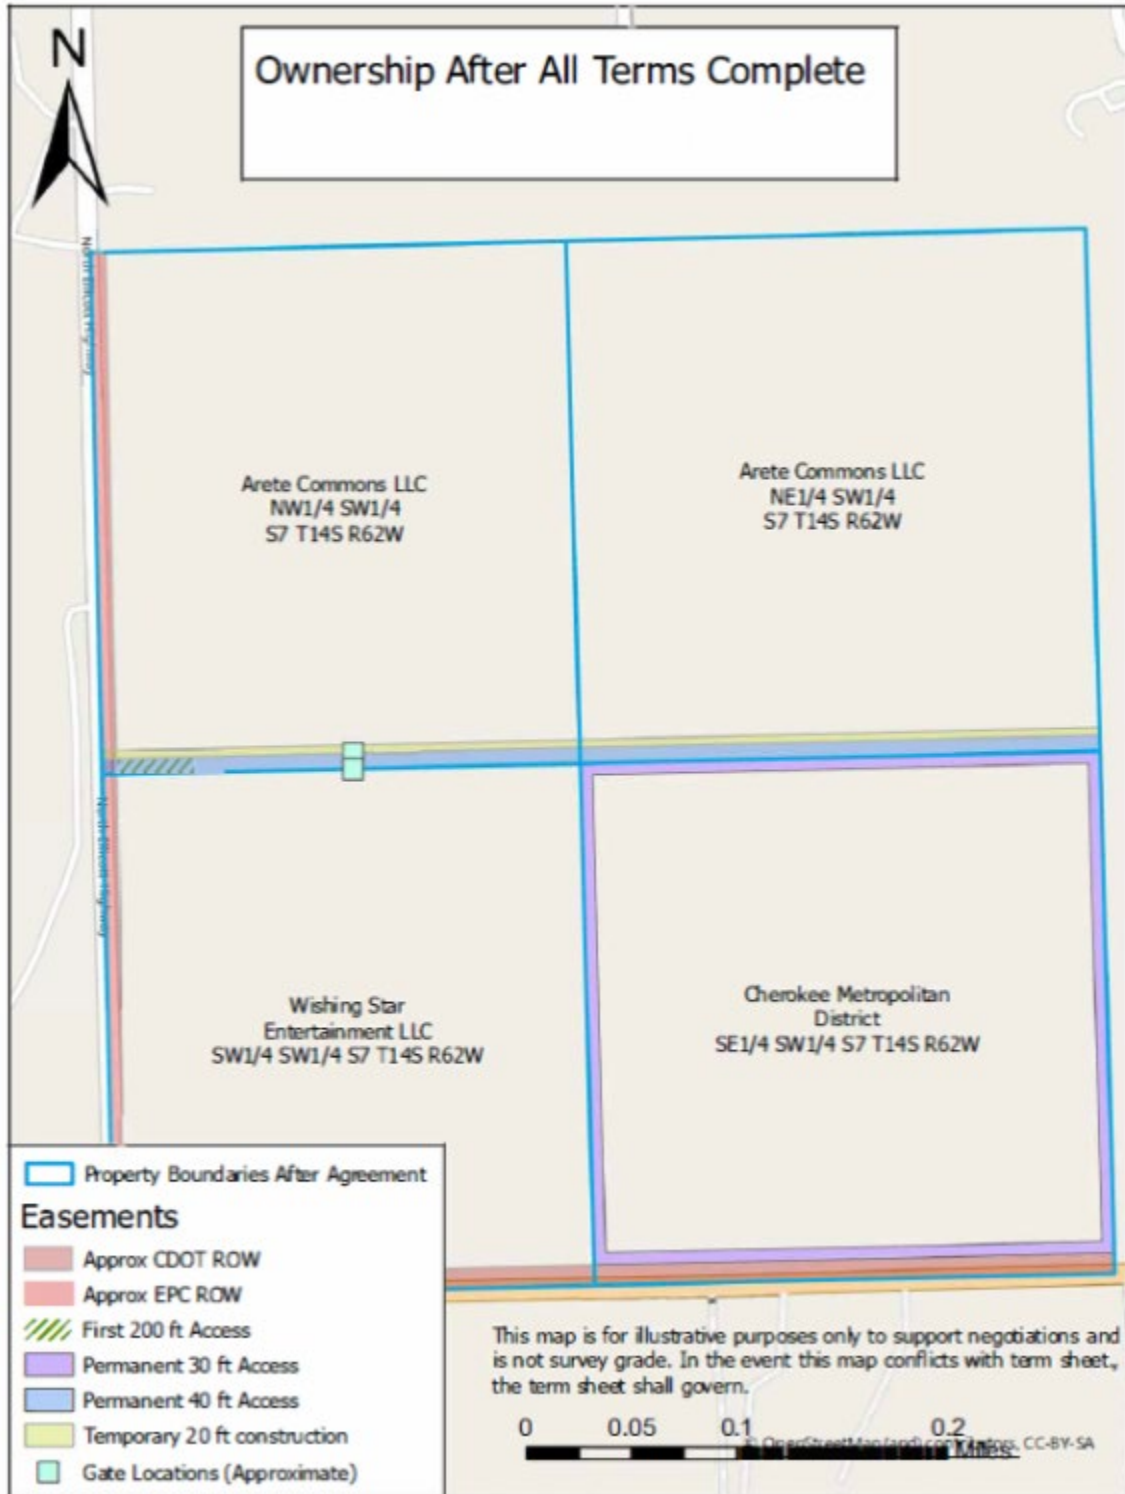 N
Ownership After All Terms Complete
Arete Commons LLC
NW1/4 SW1/4
S7 T14S R62W
Arete Commons LLC
NE1/4 SW1/4
S7 T14S R62W
Wishing Star
Entertainment LLC
SW1/4 SW1/4 S7 T14S R62W
Cherokee Metropolitan
District
SE1/4 SW1/4 S7 T14S R62W
Property Boundaries After Agreement
Easements
Approx CDOT ROW
Approx EPC ROW
First 200 ft Access
Permanent 30 ft Access
Permanent 40 ft Access
Temporary 20 ft construction
Gate Locations (Approximate)
This map is for illustrative purposes only to support negotiations and
is not survey grade. In the event this map conflicts with term sheet,,
the term sheet shall govern.
0 0.05 0.1 0.2
Miles
© OpenStreetMap (and) contributors, CC-BY-SA